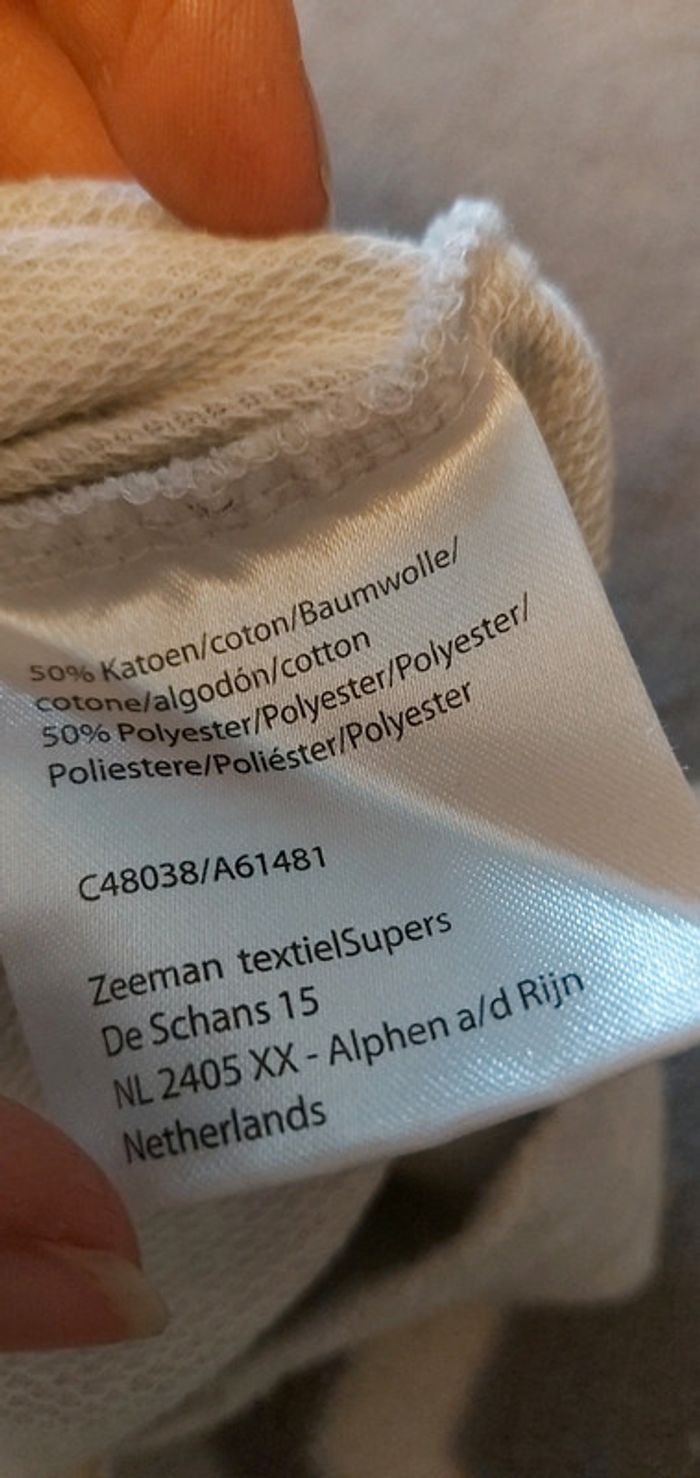 50% Katoen/coton/Baumwolle/
cotone/algodón/cotton
50% Polyester/Polyester/Polyester/
Poliestere/Poliéster/Polyester
C48038/A61481
Zeeman textielSupers
De Schans 15
NL 2405 XX - Alphen a/d Rijn
Netherlands